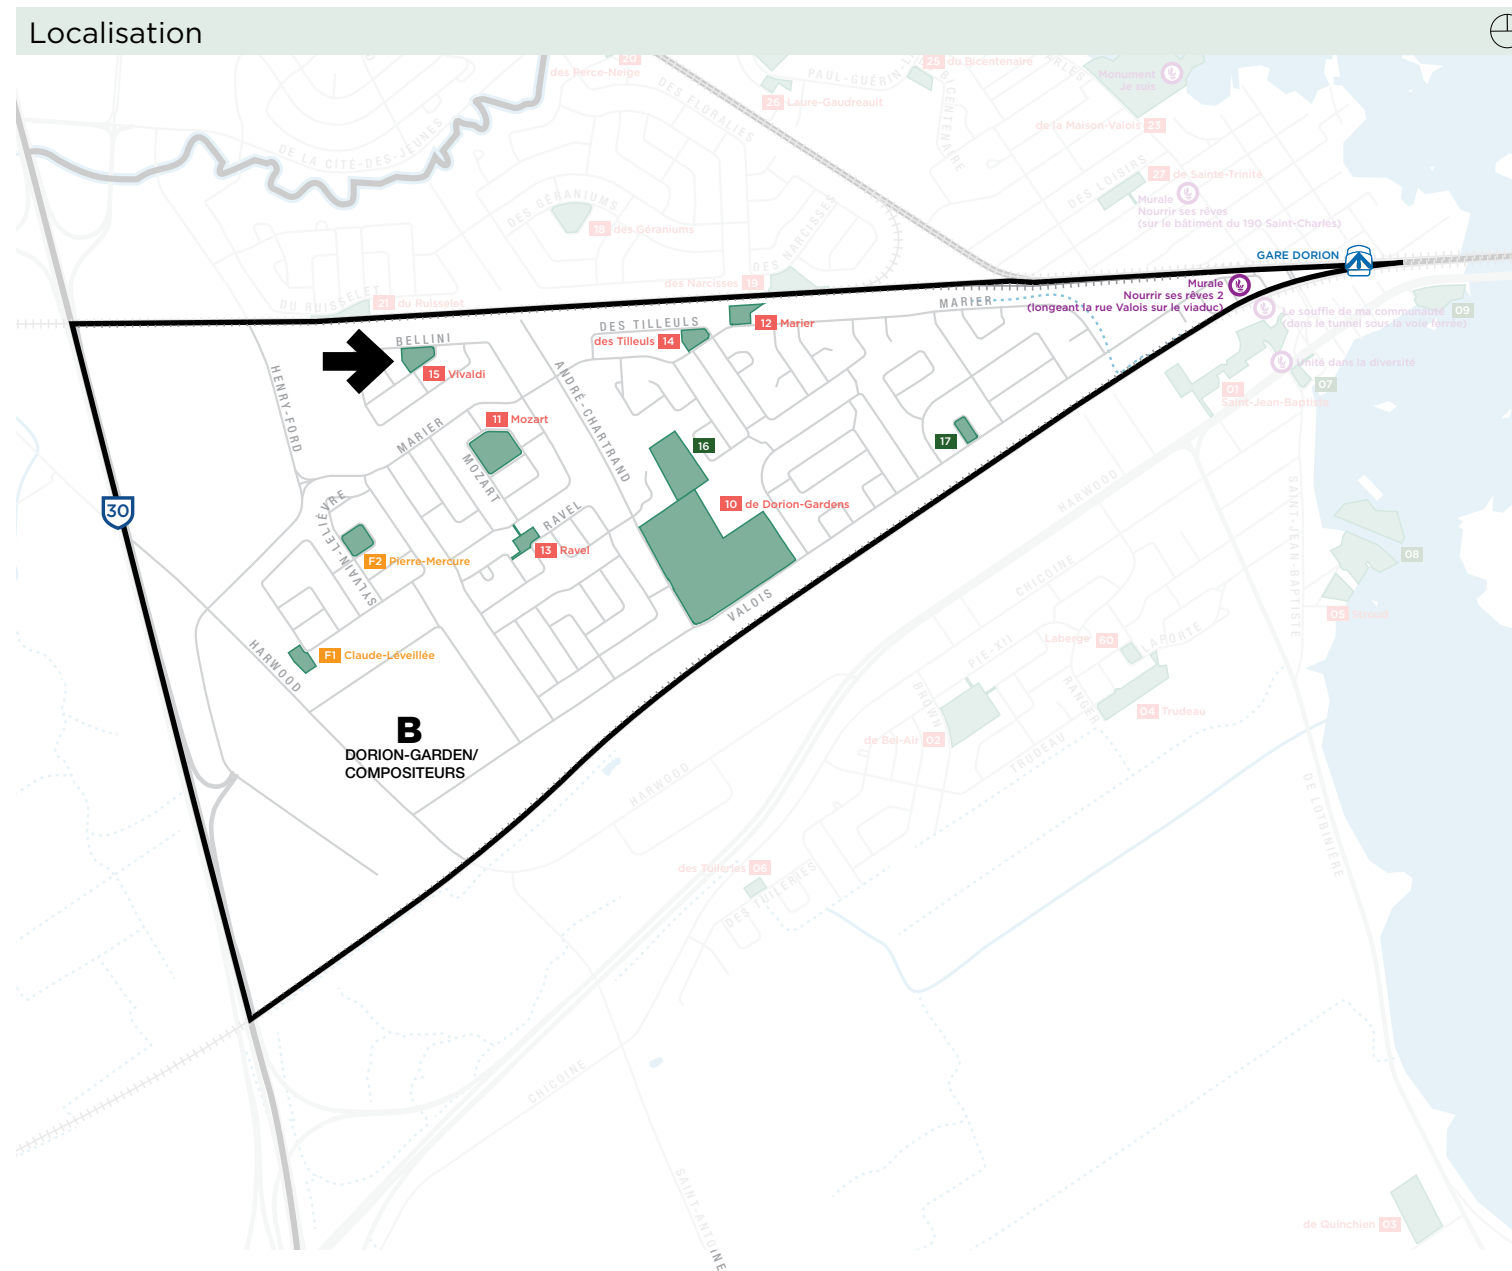 Localisation
20
des Perce-Neige
DES FLORALIES
26 Laure-Gaudreault
PAUL-GUÉRIN-L
25 du Bicentenaire
BICENTENAIRE
ARLES
Monument
Je suis
de la Maison-Valois 23
DE LA CITÉ-DES-JEUNES
DES GÉRANIUMS
18 des Géraniums
DES NARCISSES
des Narcisses 19
DES LOISIRS
27 de Sainte-Trinité
Murale
Nourrir ses rêves
(sur le bâtiment du 190 Saint-Charles)
GARE DORION
DU RUISSELET
21 du Ruisselet
Murale
Nourrir ses rêves 2
(longeant la rue Valois sur le viaduc)
Le souffle de ma communauté
(dans le tunnel sous la voie ferrée)
09
Unité dans la diversité
07
01
Saint-Jean-Baptiste
BELLINI
15 Vivaldi
DES TILLEULS
des Tilleuls 14
12 Marier
MARIER
HENRY-FORD
MARIER
11 Mozart
MOZART
ANDRÉ-CHARTRAND
16
17
10 de Dorion-Gardens
RAVEL
13 Ravel
VALOIS
30
SYLVAIN-LELIÈVRE
F2 Pierre-Mercure
F1 Claude-Léveillée
HARWOOD
B
DORION-GARDEN/
COMPOSITEURS
HARWOOD
CHICOINE
SAINT-JEAN-BAPTISTE
08
05
Laberge 60
LAPORTE
PIE-XII
RANGER
BROWN
de Bel-Air 02
04 Trudeau
TRUDEAU
HARWOOD
DE LOTBINIÈRE
des Tuileries 06
DES TUILERIES
CHICOINE
SAINT-ANTOINE
de Quinchien 03